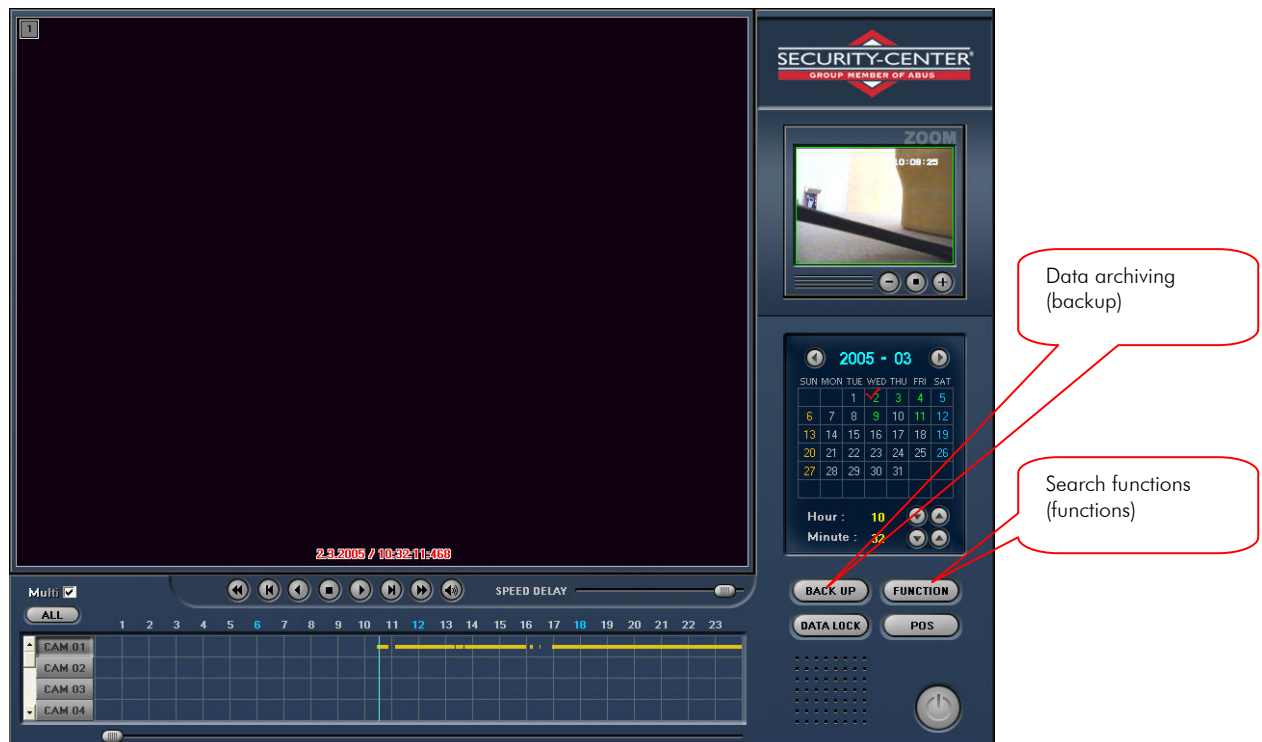 1
SECURITY-CENTER®
GROUP MEMBER OF ABUS
ZOOM
10:09:25
Data archiving
(backup)
2005 - 03
SUN MON TUE WED THU FRI SAT
1 2 3 4 5
6 7 8 9 10 11 12
13 14 15 16 17 18 19
20 21 22 23 24 25 26
27 28 29 30 31
Hour : 10
Minute : 32
Search functions
(functions)
2.3.2005 / 10:32:11:468
Multi
SPEED DELAY
BACK UP
FUNCTION
ALL
DATA LOCK
POS
1 2 3 4 5 6 7 8 9 10 11 12 13 14 15 16 17 18 19 20 21 22 23
CAM 01
CAM 02
CAM 03
CAM 04